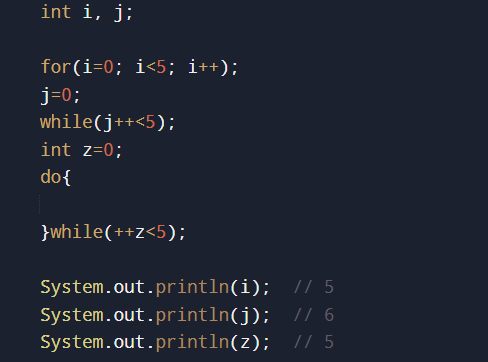 int i, j;
for(i=0; i<5; i++);
j=0;
while(j++<5);
int z=0;
do{
}while(++z<5);
System.out.println(i);  // 5
System.out.println(j);  // 6
System.out.println(z);  // 5